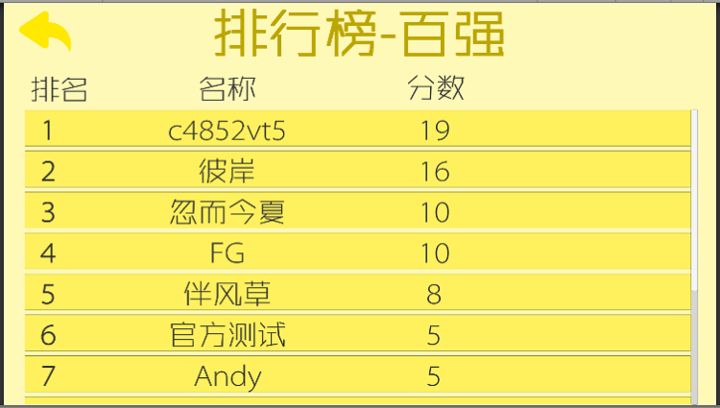 排行榜-百强
排名 名称 分数
1 c4852vt5 19
2 彼岸 16
3 忽而今夏 10
4 FG 10
5 伴风草 8
6 官方测试 5
7 Andy 5